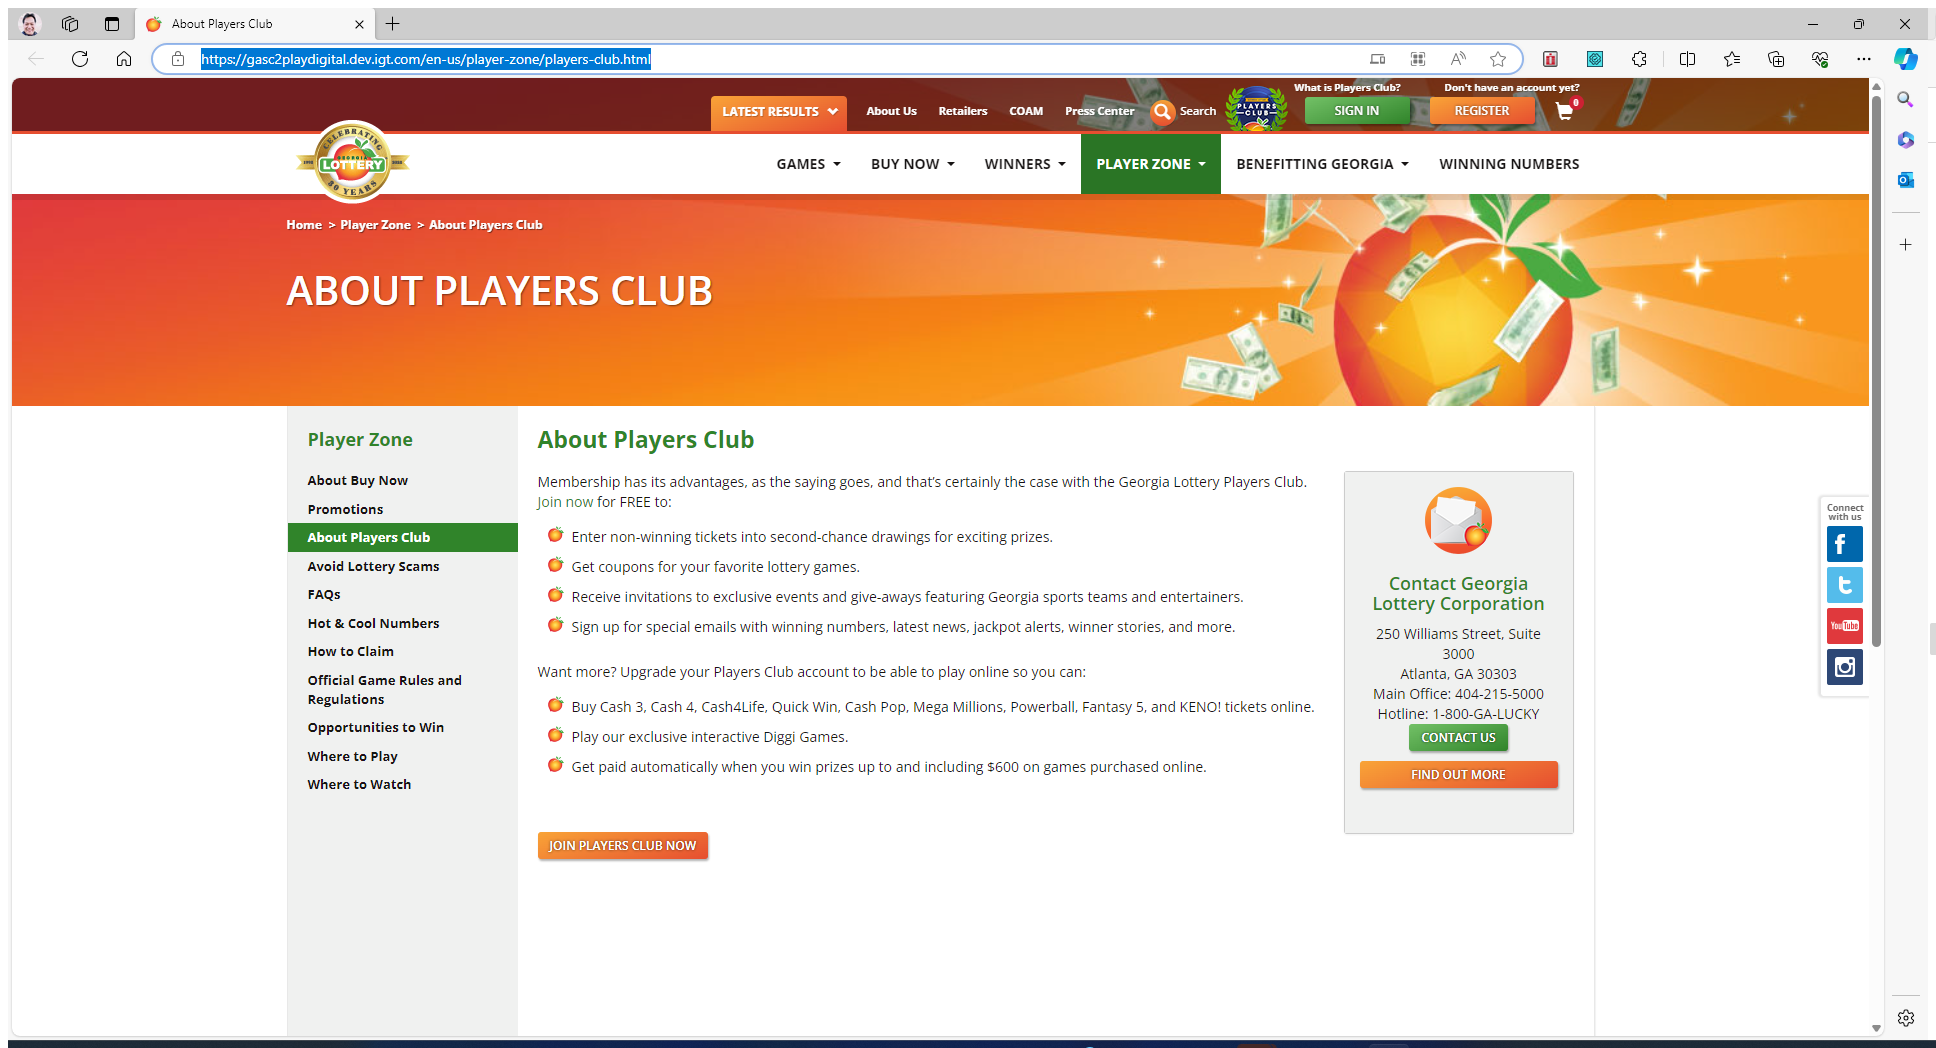 About Players Club
https://gasc2playdigital.dev.igt.com/en-us/player-zone/players-club.html
What is Players Club?
Don't have an account yet?
LATEST RESULTS
About Us
Retailers
COAM
Press Center
Search
PLAYERS
CLUB
SIGN IN
REGISTER
0
CELEBRATING
GEORGIA
LOTTERY
30 YEARS
GAMES
BUY NOW
WINNERS
PLAYER ZONE
BENEFITTING GEORGIA
WINNING NUMBERS
Home > Player Zone > About Players Club
ABOUT PLAYERS CLUB
Player Zone
About Buy Now
Promotions
About Players Club
Avoid Lottery Scams
FAQs
Hot & Cool Numbers
How to Claim
Official Game Rules and
Regulations
Opportunities to Win
Where to Play
Where to Watch
About Players Club
Membership has its advantages, as the saying goes, and that's certainly the case with the Georgia Lottery Players Club.
Join now for FREE to:
Enter non-winning tickets into second-chance drawings for exciting prizes.
Get coupons for your favorite lottery games.
Receive invitations to exclusive events and give-aways featuring Georgia sports teams and entertainers.
Sign up for special emails with winning numbers, latest news, jackpot alerts, winner stories, and more.
Want more? Upgrade your Players Club account to be able to play online so you can:
Buy Cash 3, Cash 4, Cash4Life, Quick Win, Cash Pop, Mega Millions, Powerball, Fantasy 5, and KENO! tickets online.
Play our exclusive interactive Diggi Games.
Get paid automatically when you win prizes up to and including $600 on games purchased online.
JOIN PLAYERS CLUB NOW
Contact Georgia
Lottery Corporation
250 Williams Street, Suite
3000
Atlanta, GA 30303
Main Office: 404-215-5000
Hotline: 1-800-GA-LUCKY
CONTACT US
FIND OUT MORE
Connect
with us
You Tube